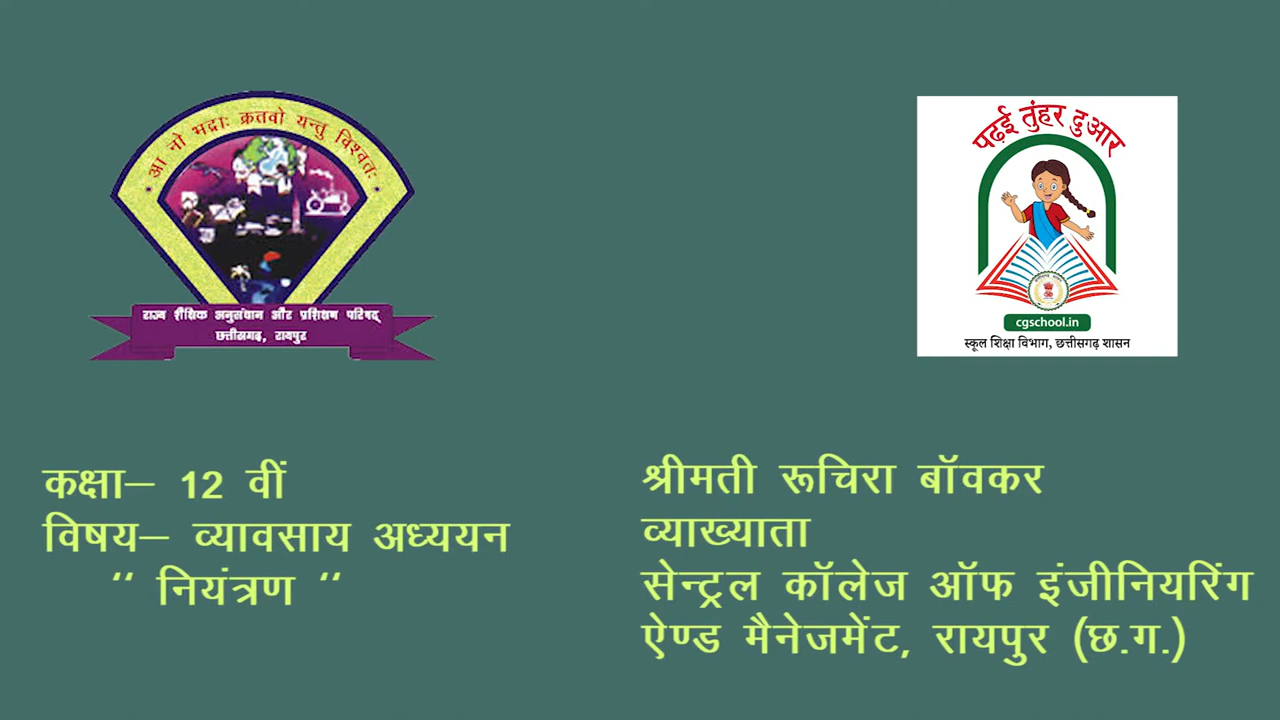 आ नो भद्राः क्रतवो यन्तु विश्वतः
राज्य शैक्षिक अनुसंधान और प्रशिक्षण परिषद्
छत्तीसगढ़, रायपुर
पढ़ई तुंहर दुआर
cgschool.in
स्कूल शिक्षा विभाग, छत्तीसगढ़ शासन
कक्षा– 12 वीं
विषय– व्यावसाय अध्ययन
“ नियंत्रण “
श्रीमती रूचिरा बॉवकर
व्याख्याता
सेन्ट्रल कॉलेज ऑफ इंजीनियरिंग
ऐण्ड मैनेजमेंट, रायपुर (छ.ग.)